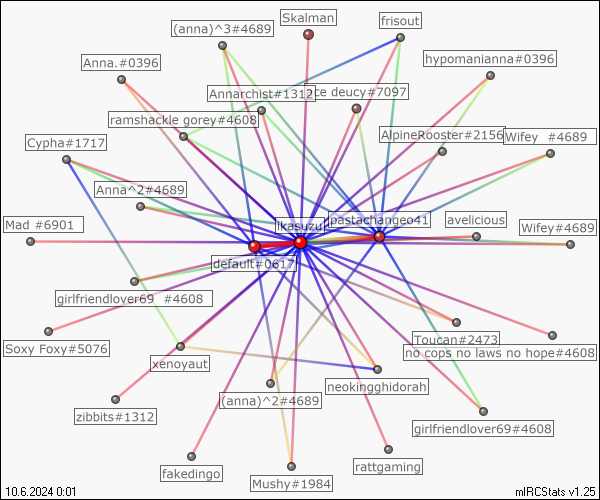 Skalman
(anna)^3#4689
frisout
Anna.#0396
hypomanianna#0396
Annarchist#1312
ce deucy#7097
ramshackle gorey#4608
AlpineRooster#2156
Wifey #4689
Cypha#1717
Anna^2#4689
Mad #6901
Ikasuzu
pastachangeo41
avelicious
Wifey#4689
default#0617
girlfriendlover69 #4608
Soxy Foxy#5076
Toucan#2473
no cops no laws no hope#4608
xenoyaut
neokingghidorah
(anna)^2#4689
zibbits#1312
girlfriendlover69#4608
fakedingo
rattgaming
Mushy#1984
10.6.2024 0:01
mIRCStats v1.25